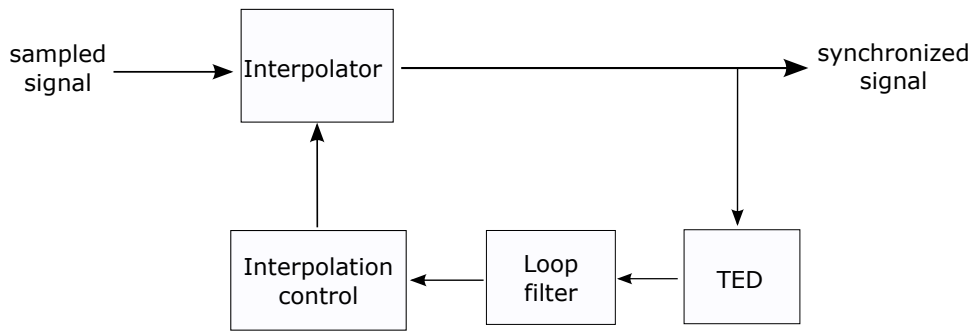 sampled
signal
Interpolator
synchronized
signal
Interpolation
control
Loop
filter
TED